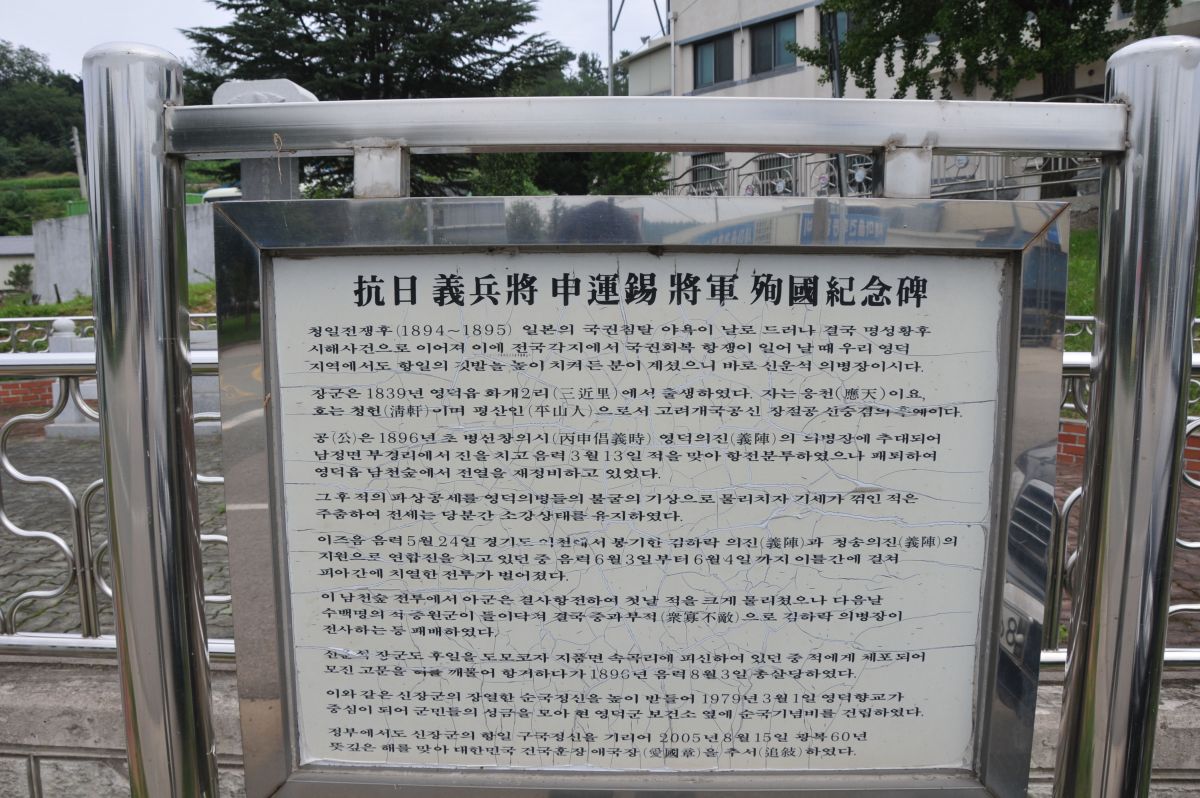 抗日 義兵將 申運錫 將軍 殉國紀念碑
청일전쟁후(1894~1895) 일본의 국권침탈 야욕이 날로 드러나 결국 명성황후
시해사건으로 이어져 이에 전국각지에서 국권회복 항쟁이 일어 날 때 우리 영덕
지역에서도 항일의 깃발을 높이 치켜든 분이 계셨으니 바로 신운석 의병장이시다.
장군은 1839년 영덕읍 화개2리(三近里)에서 출생하였다. 자는 응천(應天)이요,
호는 청헌(淸軒)이며 평산인(平山人)으로서 고려개국공신 장절공 신숭겸의 후예이다.
공(公)은 1896년 초 병신창의시(丙申倡義時) 영덕의진(義陣)의 의병장에 추대되어
남정면 부경리에서 진을 치고 음력 3월 13일 적을 맞아 항전분투하였으나 패퇴하여
영덕읍 남천숲에서 전열을 재정비하고 있었다.
그후 적의 파상공세를 영덕의병들의 불굴의 기상으로 물리치자 기세가 꺾인 적은
주춤하여 전세는 당분간 소강상태를 유지하였다.
이즈음 음력 5월 24일 경기도 이천에서 봉기한 김하락 의진(義陣)과 청송의진(義陣)의
지원으로 연합진을 치고 있던 중 음력 6월 3일부터 6월 4일 까지 이틀간에 걸쳐
피아간에 치열한 전투가 벌어졌다.
이 남천숲 전투에서 아군은 결사항전하여 첫날 적을 크게 물리쳤으나 다음날
수백명의 적 증원군이 들이닥쳐 결국 중과부적(衆寡不敵)으로 김하락 의병장이
전사하는 등 패배하였다.
신운석 장군도 후일을 도모코자 지품면 속곡리에 피신하여 있던 중 적에게 체포되어
모진 고문을 혀를 깨물어 항거하다가 1896년 음력 8월 3일 총살당하였다.
이와 같은 신장군의 장열한 순국정신을 높이 받들어 1979년 3월 1일 영덕향교가
중심이 되어 군민들의 성금을 모아 현 영덕군 보건소 옆에 순국기념비를 건립하였다.
정부에서도 신장군의 항일 구국정신을 기리어 2005년 8월 15일 광복 60년
뜻깊은 해를 맞아 대한민국 건국훈장 애국장(愛國章)을 추서(追敍)하였다.